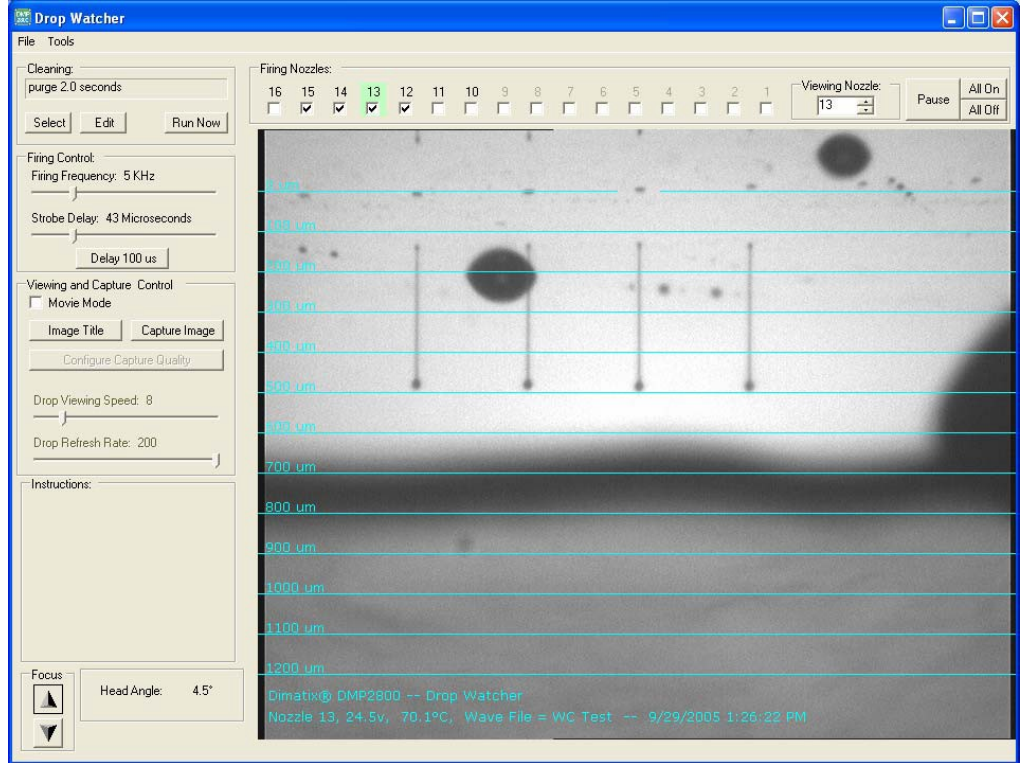 Drop Watcher
File Tools
Cleaning:
purge 2.0 seconds
Select Edit Run Now
Firing Control:
Firing Frequency: 5 KHz
Strobe Delay: 43 Microseconds
Delay 100 us
Viewing and Capture Control
Movie Mode
Image Title Capture Image
Configure Capture Quality
Drop Viewing Speed: 8
Drop Refresh Rate: 200
Instructions:
Focus
Head Angle: 4.5°
Firing Nozzles:
16 15 14 13 12 11 10 9 8 7 6 5 4 3 2 1
Viewing Nozzle:
13
Pause
All On
All Off
0 um
100 um
200 um
300 um
400 um
500 um
600 um
700 um
800 um
900 um
1000 um
1100 um
1200 um
Dimatix® DMP2800 -- Drop Watcher
Nozzle 13, 24.5v, 70.1ºC, Wave File = WC Test -- 9/29/2005 1:26:22 PM